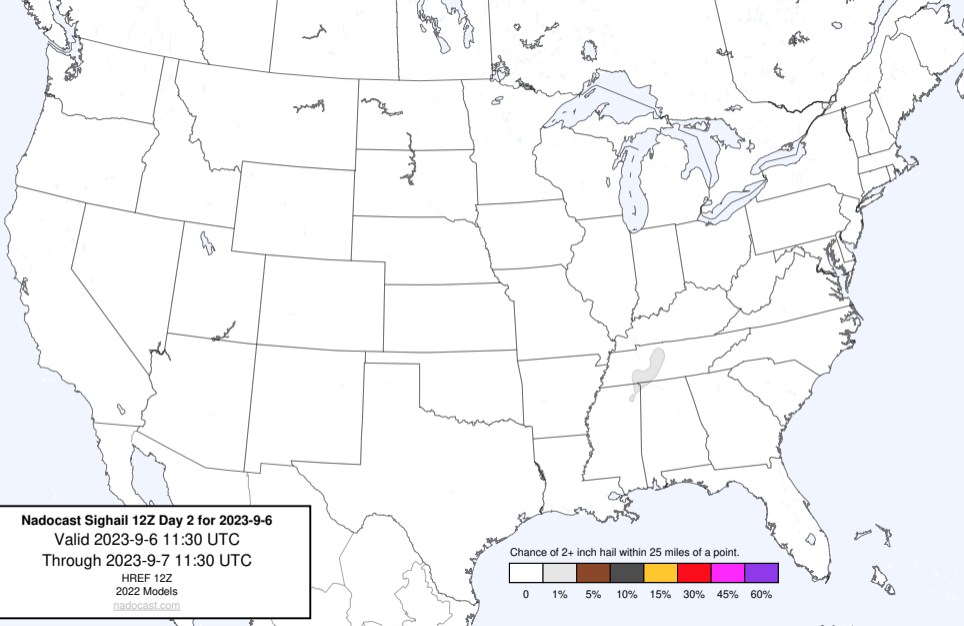 Nadocast Sighail 12Z Day 2 for 2023-9-6
Valid 2023-9-6 11:30 UTC
Through 2023-9-7 11:30 UTC
HREF 12Z
2022 Models
nadocast.com
Chance of 2+ inch hail within 25 miles of a point.
0 1% 5% 10% 15% 30% 45% 60%